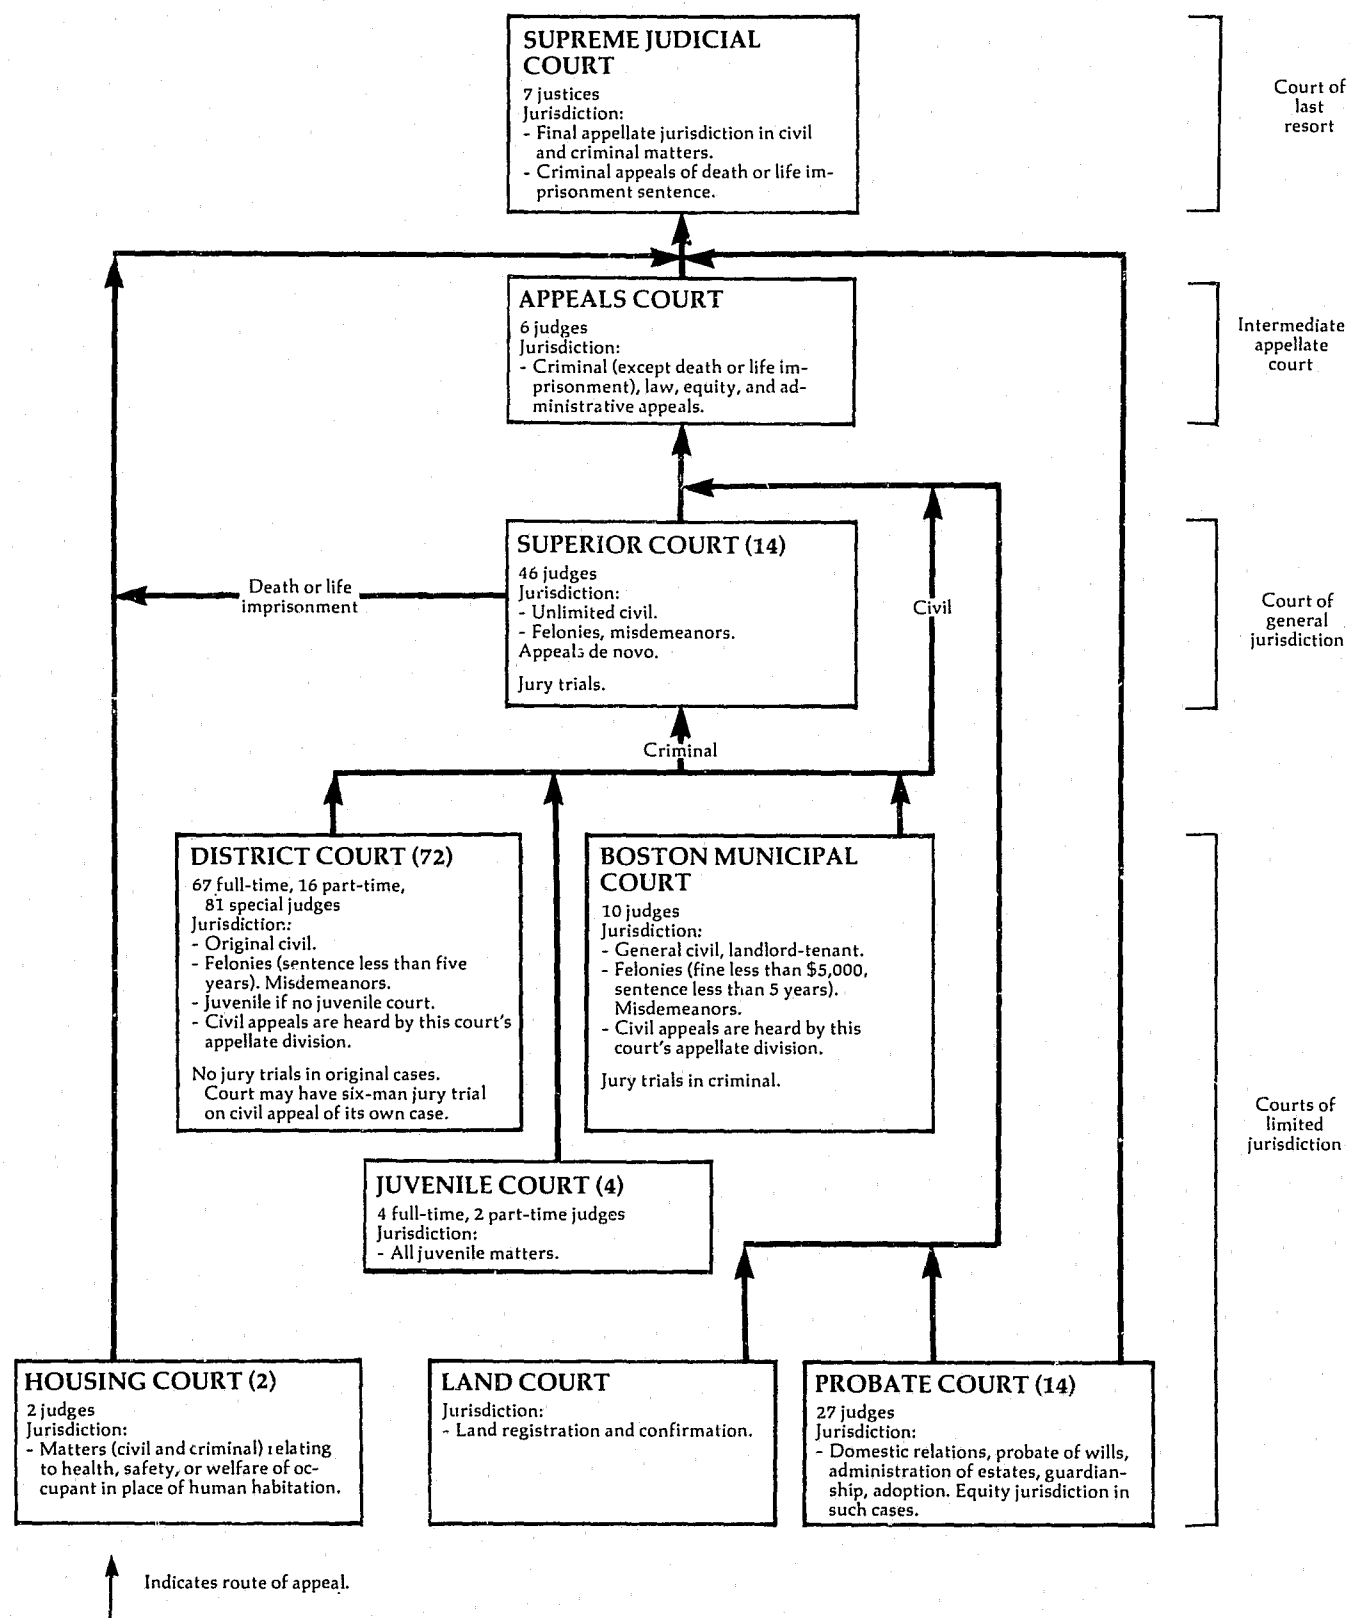 SUPREME JUDICIAL
COURT
7 justices
Jurisdiction:
- Final appellate jurisdiction in civil
and criminal matters.
- Criminal appeals of death or life im-
prisonment sentence.
Court of
last
resort
APPEALS COURT
6 judges
Jurisdiction:
- Criminal (except death or life im-
prisonment), law, equity, and ad-
ministrative appeals.
Intermediate
appellate
court
SUPERIOR COURT (14)
46 judges
Jurisdiction:
- Unlimited civil.
- Felonies, misdemeanors.
Appeals de novo.
Jury trials.
Death or life
imprisonment
Civil
Court of
general
jurisdiction
Criminal
DISTRICT COURT (72)
67 full-time, 16 part-time,
81 special judges
Jurisdiction:
- Original civil.
- Felonies (sentence less than five
years). Misdemeanors.
- Juvenile if no juvenile court.
- Civil appeals are heard by this court's
appellate division.
No jury trials in original cases.
Court may have six-man jury trial
on civil appeal of its own case.
BOSTON MUNICIPAL
COURT
10 judges
Jurisdiction:
- General civil, landlord-tenant.
- Felonies (fine less than $5,000,
sentence less than 5 years).
Misdemeanors.
- Civil appeals are heard by this
court's appellate division.
Jury trials in criminal.
Courts of
limited
jurisdiction
JUVENILE COURT (4)
4 full-time, 2 part-time judges
Jurisdiction:
- All juvenile matters.
HOUSING COURT (2)
2 judges
Jurisdiction:
- Matters (civil and criminal) relating
to health, safety, or welfare of oc-
cupant in place of human habitation.
LAND COURT
Jurisdiction:
- Land registration and confirmation.
PROBATE COURT (14)
27 judges
Jurisdiction:
- Domestic relations, probate of wills,
administration of estates, guardian-
ship, adoption. Equity jurisdiction in
such cases.
Indicates route of appeal.